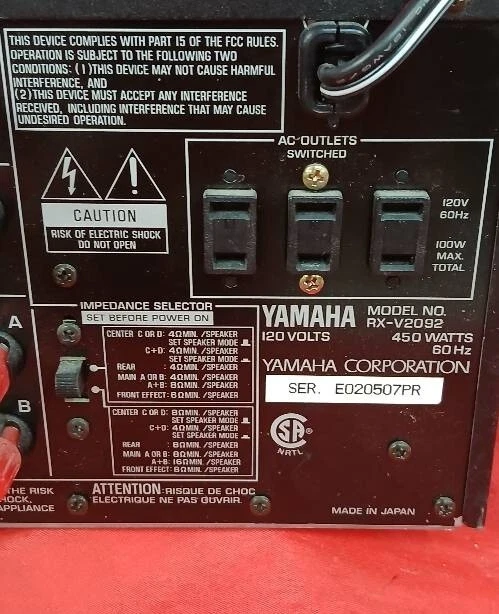 THIS DEVICE COMPLIES WITH PART 15 OF THE FCC RULES.
OPERATION IS SUBJECT TO THE FOLLOWING TWO
CONDITIONS: (1) THIS DEVICE MAY NOT CAUSE HARMFUL
INTERFERENCE, AND
(2) THIS DEVICE MUST ACCEPT ANY INTERFERENCE
RECEIVED, INCLUDING INTERFERENCE THAT MAY CAUSE
UNDESIRED OPERATION.
AC OUTLETS
SWITCHED
120V
60Hz
100W
MAX.
TOTAL
CAUTION
RISK OF ELECTRIC SHOCK
DO NOT OPEN
IMPEDANCE SELECTOR
SET BEFORE POWER ON
CENTER C OR D: 4ΩMIN./SPEAKER
SET SPEAKER MODE
C+D: 4ΩMIN./SPEAKER
SET SPEAKER MODE
REAR : 4ΩMIN./SPEAKER
MAIN A OR B: 4ΩMIN./SPEAKER
A+B: 8ΩMIN./SPEAKER
FRONT EFFECT: 6ΩMIN./SPEAKER
CENTER C OR D: 8ΩMIN./SPEAKER
SET SPEAKER MODE
C+D: 4ΩMIN./SPEAKER
SET SPEAKER MODE
REAR : 8ΩMIN./SPEAKER
MAIN A OR B: 8ΩMIN./SPEAKER
A+B: 16ΩMIN./SPEAKER
FRONT EFFECT: 8ΩMIN./SPEAKER
A
B
YAMAHA MODEL NO.
RX-V2092
120 VOLTS 450 WATTS
60 Hz
YAMAHA CORPORATION
SER. E020507PR
SA
NRTL
THE RISK
SHOCK,
APPLIANCE
ATTENTION: RISQUE DE CHOC
ELECTRIQUE NE PAS OUVRIR.
MADE IN JAPAN